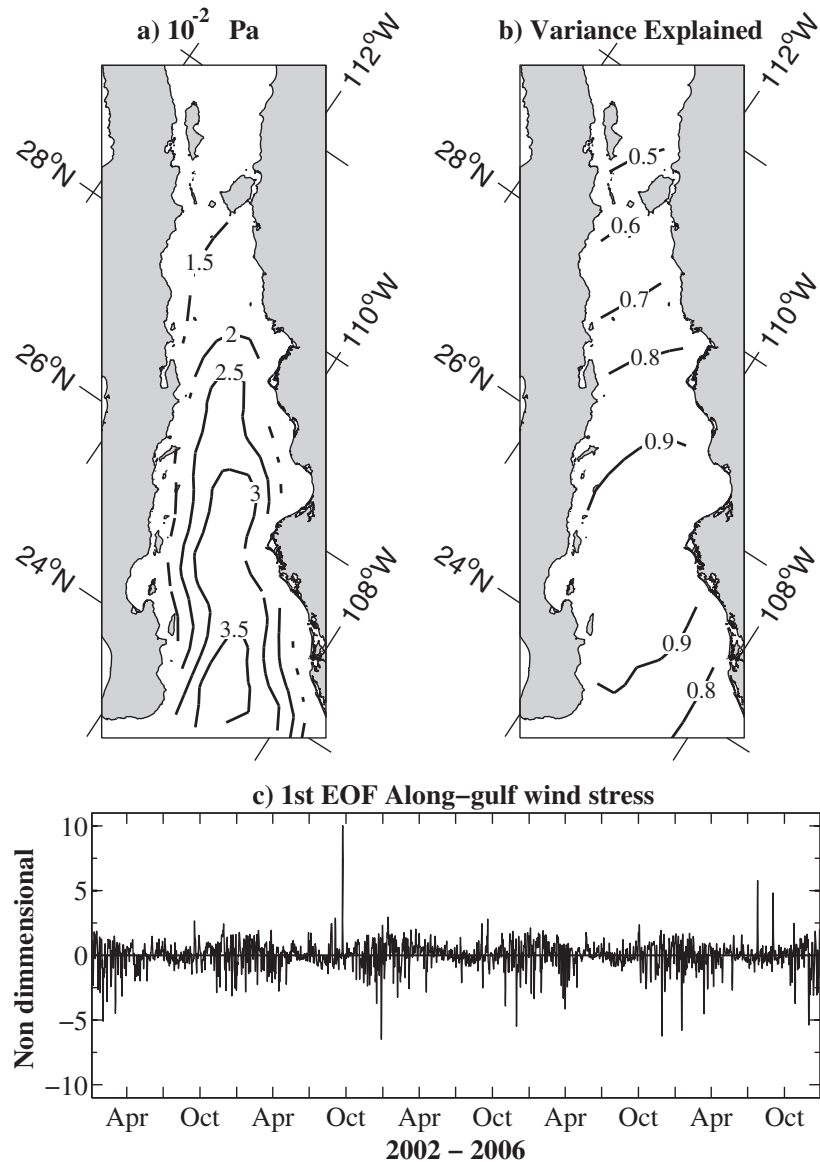 a) 10^-2 Pa
b) Variance Explained
112°W
112°W
28°N
28°N
0.5
0.6
1.5
0.7
110°W
110°W
26°N
26°N
2
0.8
2.5
0.9
3
24°N
24°N
108°W
108°W
3.5
0.9
0.8
c) 1st EOF Along–gulf wind stress
Non dimmensional
10
5
0
−5
−10
Apr Oct Apr Oct Apr Oct Apr Oct Apr Oct
2002 – 2006